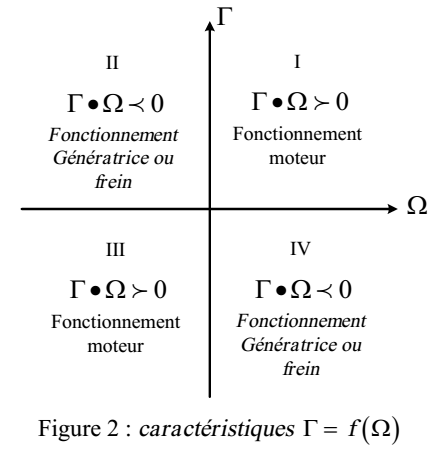 Γ
II
Γ•Ω≺0
Fonctionnement
Génératrice ou
frein
I
Γ•Ω≻0
Fonctionnement
moteur
Ω
III
Γ•Ω≻0
Fonctionnement
moteur
IV
Γ•Ω≺0
Fonctionnement
Génératrice ou
frein
Figure 2 : caractéristiques Γ = f(Ω)